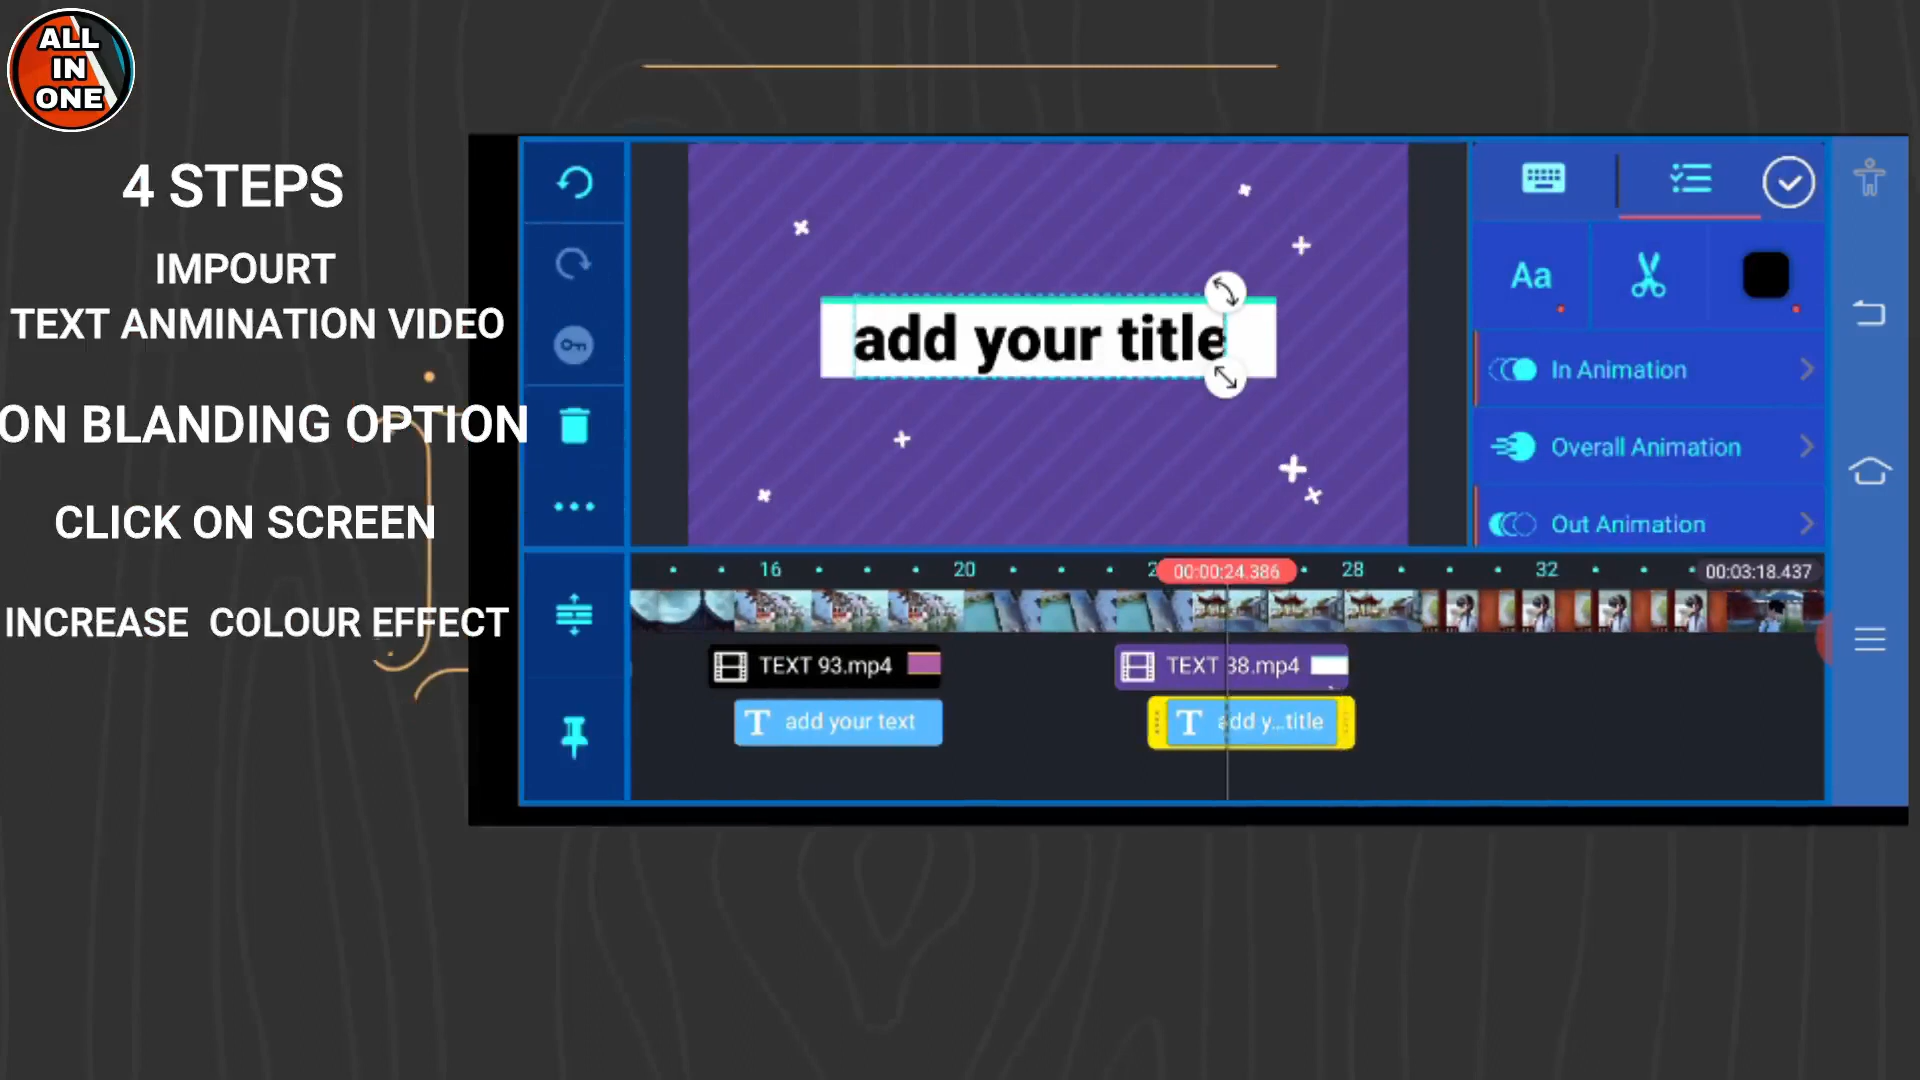 ALL
IN
ONE
4 STEPS
IMPOURT
TEXT ANMINATION VIDEO
ON BLANDING OPTION
CLICK ON SCREEN
INCREASE COLOUR EFFECT
add your title
Aa
In Animation
Overall Animation
Out Animation
16
20
2
00:00:24.386
28
32
00:03:18.437
TEXT 93.mp4
TEXT 38.mp4
T add your text
T add y...title